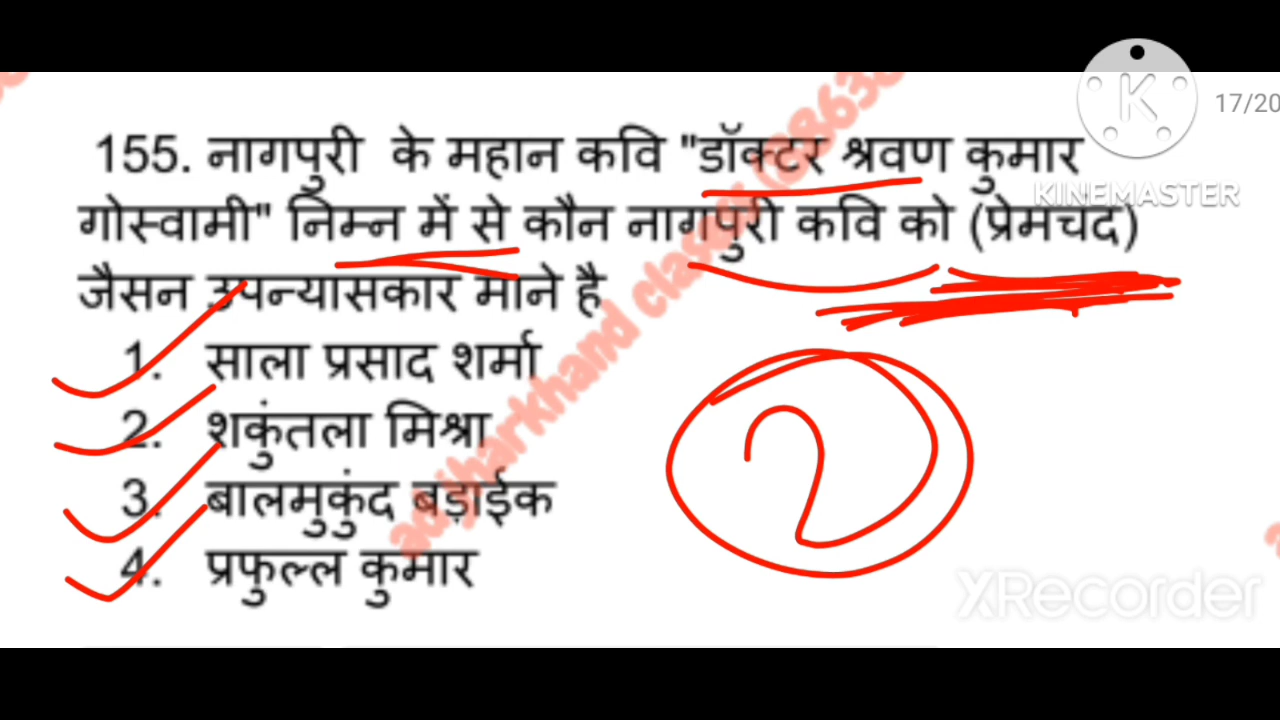 17/20
155. नागपुरी के महान कवि "डॉक्टर श्रवण कुमार
KINEMASTER
गोस्वामी" निम्न में से कौन नागपुरी कवि को (प्रेमचंद)
जैसन उपन्यासकार माने है
1. साला प्रसाद शर्मा
2. शकुंतला मिश्रा
3. बालमुकुंद बड़ाईक
4. प्रफुल्ल कुमार
2
XRecorder